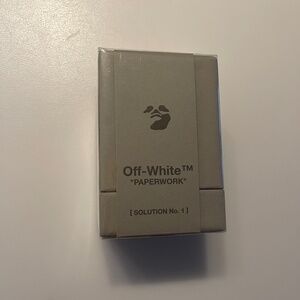 Off-White™
"PAPERWORK"
[ SOLUTION No. 1 ]